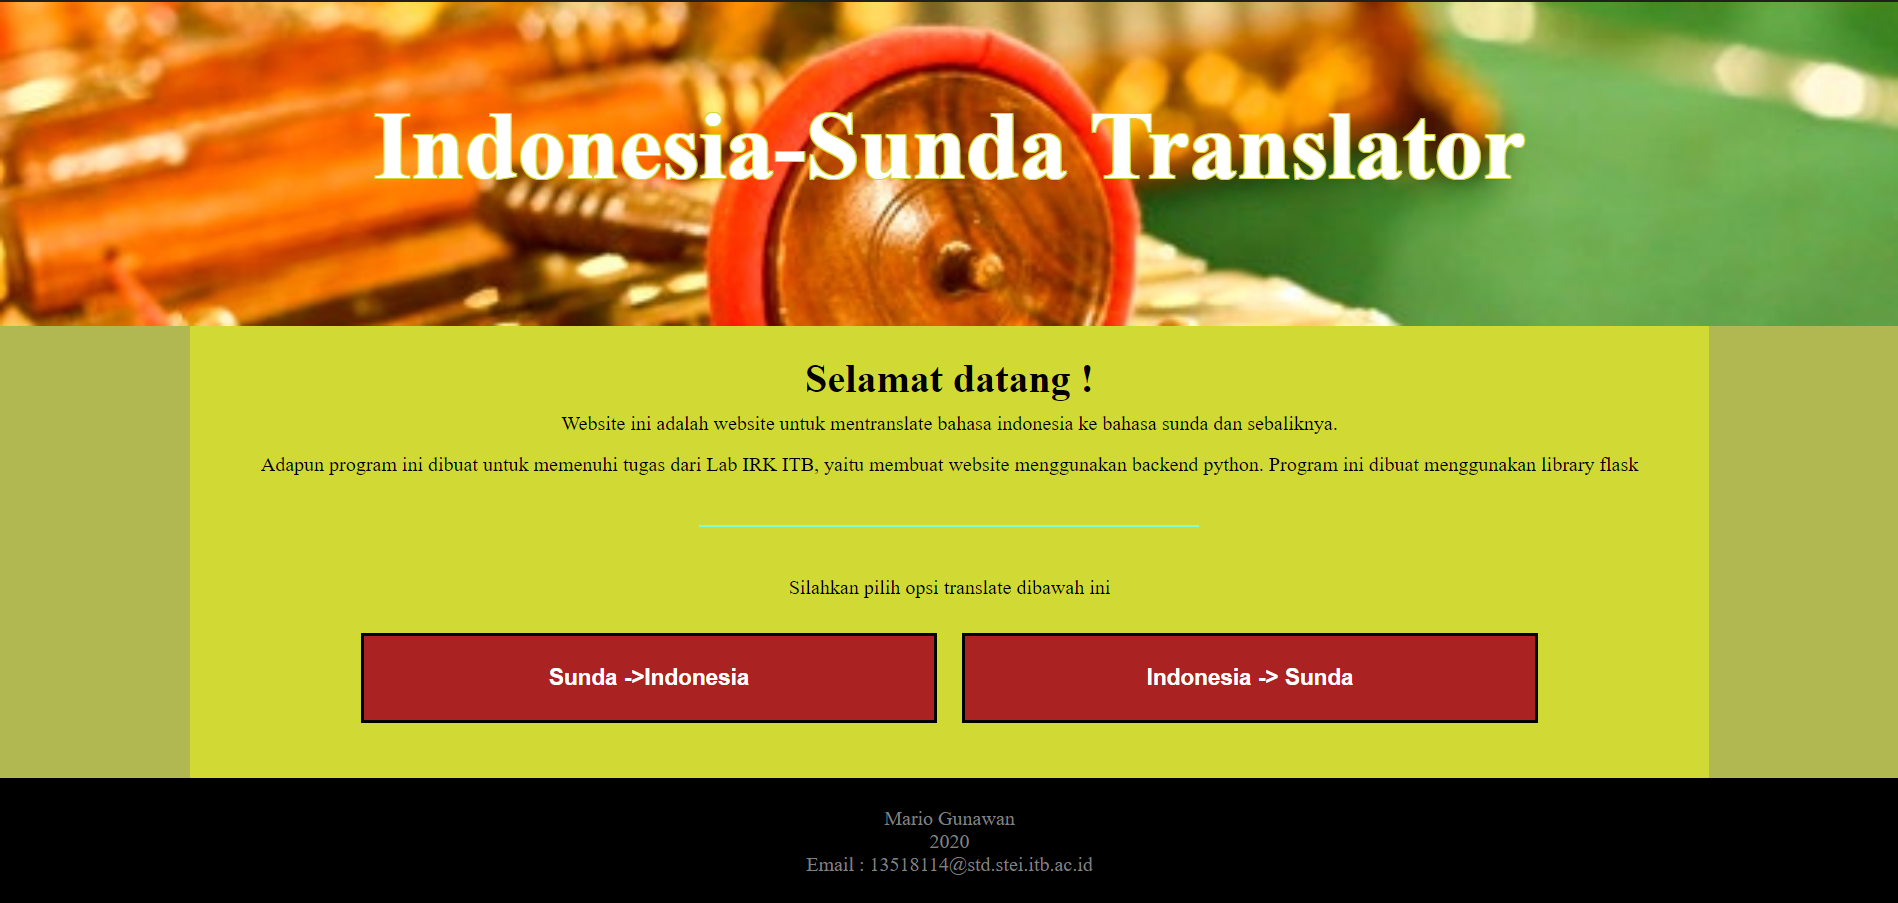 Indonesia-Sunda Translator
Selamat datang !
Website ini adalah website untuk mentranslate bahasa indonesia ke bahasa sunda dan sebaliknya.
Adapun program ini dibuat untuk memenuhi tugas dari Lab IRK ITB, yaitu membuat website menggunakan backend python. Program ini dibuat menggunakan library flask
Silahkan pilih opsi translate dibawah ini
Sunda ->Indonesia
Indonesia -> Sunda
Mario Gunawan
2020
Email : 13518114@std.stei.itb.ac.id